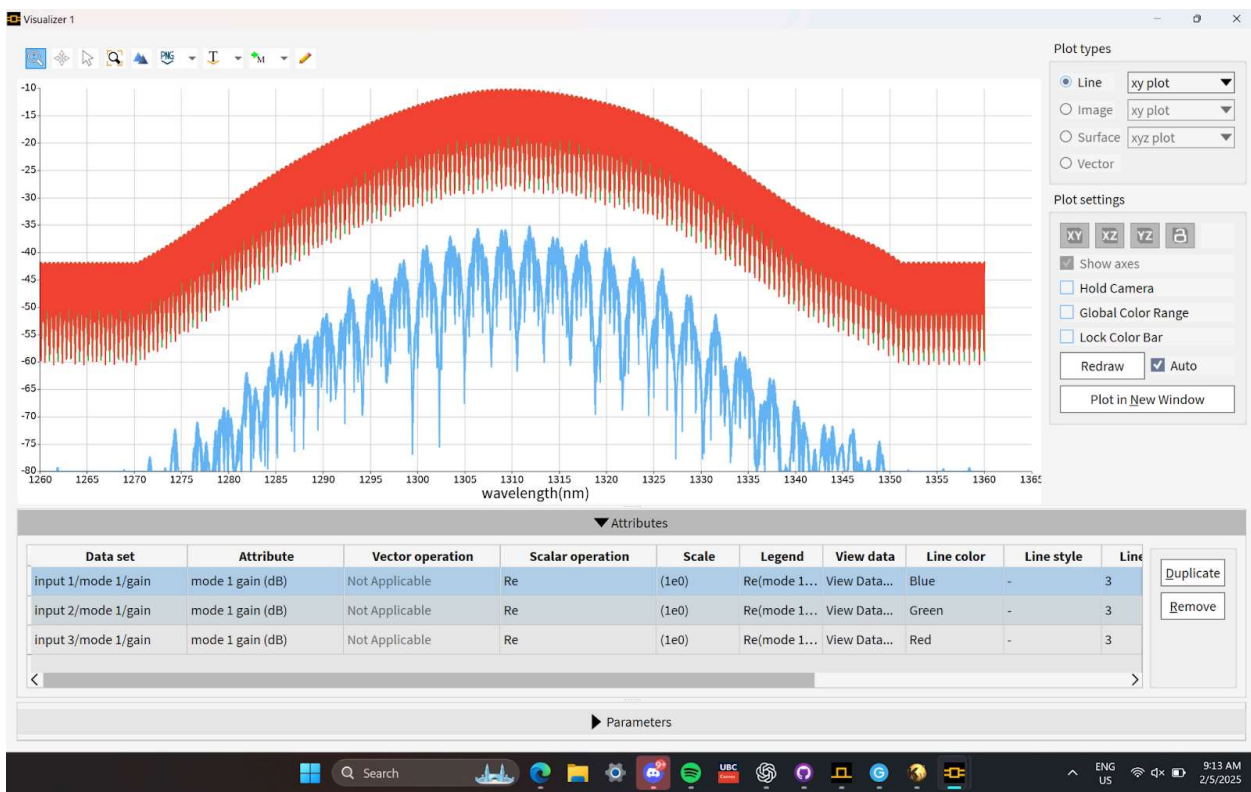 Visualizer 1
PNG T M
Plot types
Line xy plot
Image xy plot
Surface xyz plot
Vector
Plot settings
XY XZ YZ
Show axes
Hold Camera
Global Color Range
Lock Color Bar
Redraw Auto
Plot in New Window
-10
-15
-20
-25
-30
-35
-40
-45
-50
-55
-60
-65
-70
-75
-80
1260 1265 1270 1275 1280 1285 1290 1295 1300 1305 1310 1315 1320 1325 1330 1335 1340 1345 1350 1355 1360 1365
wavelength(nm)
Attributes
Data set Attribute Vector operation Scalar operation Scale Legend View data Line color Line style Line
input 1/mode 1/gain mode 1 gain (dB) Not Applicable Re (1e0) Re(mode 1... View Data... Blue - 3
input 2/mode 1/gain mode 1 gain (dB) Not Applicable Re (1e0) Re(mode 1... View Data... Green - 3
input 3/mode 1/gain mode 1 gain (dB) Not Applicable Re (1e0) Re(mode 1... View Data... Red - 3
Duplicate
Remove
Parameters
Search
UBC
ENG
US
9:13 AM
2/5/2025